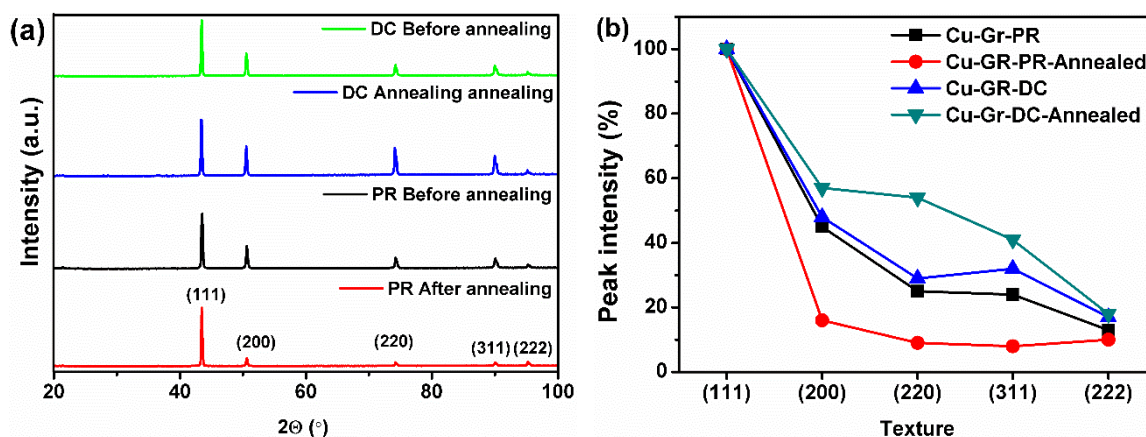 (a)
DC Before annealing
DC Annealing annealing
PR Before annealing
PR After annealing
(111)
(200)
(220)
(311)
(222)
Intensity (a.u.)
20
40
60
80
100
2Θ (°)
(b)
Cu-Gr-PR
Cu-GR-PR-Annealed
Cu-GR-DC
Cu-Gr-DC-Annealed
Peak intensity (%)
100
80
60
40
20
0
(111)
(200)
(220)
(311)
(222)
Texture